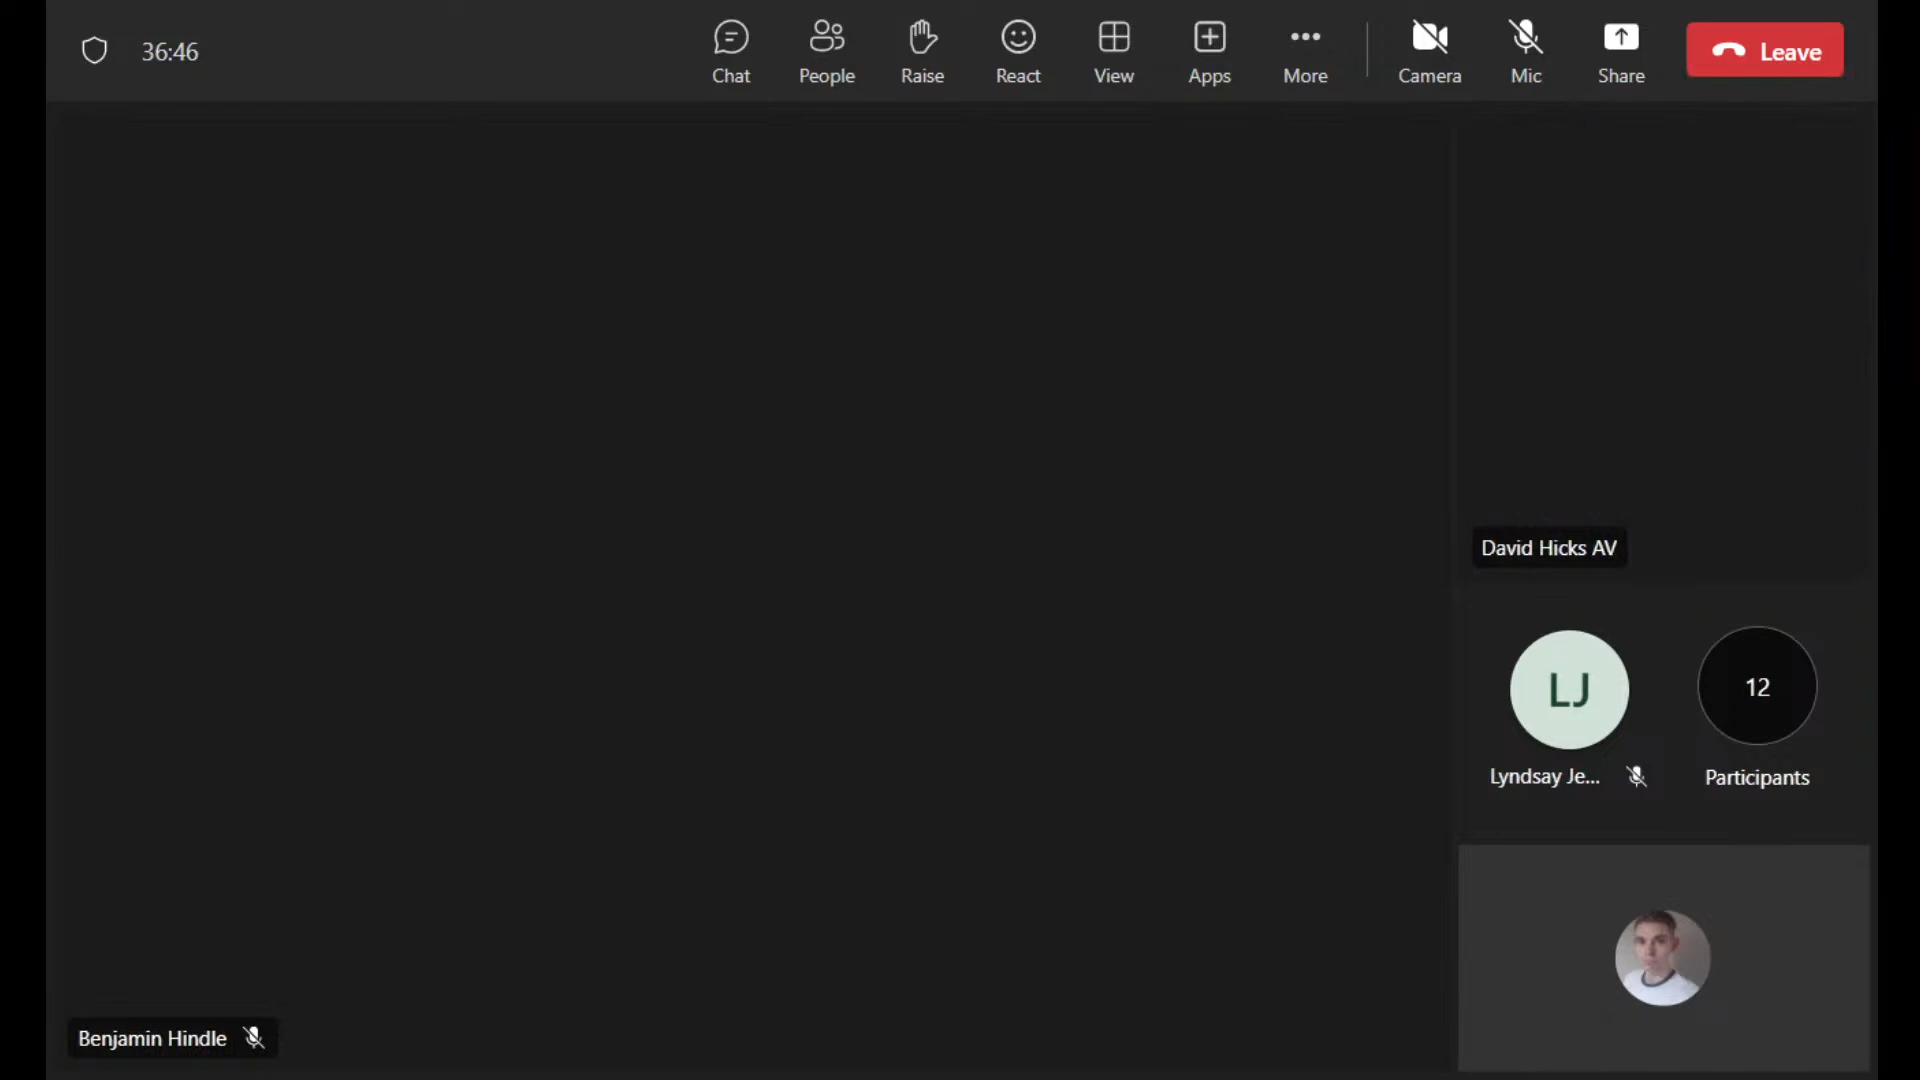 36:46
Chat
People
Raise
React
View
Apps
More
Camera
Mic
Share
Leave
David Hicks AV
LJ
12
Lyndsay Je...
Participants
Benjamin Hindle